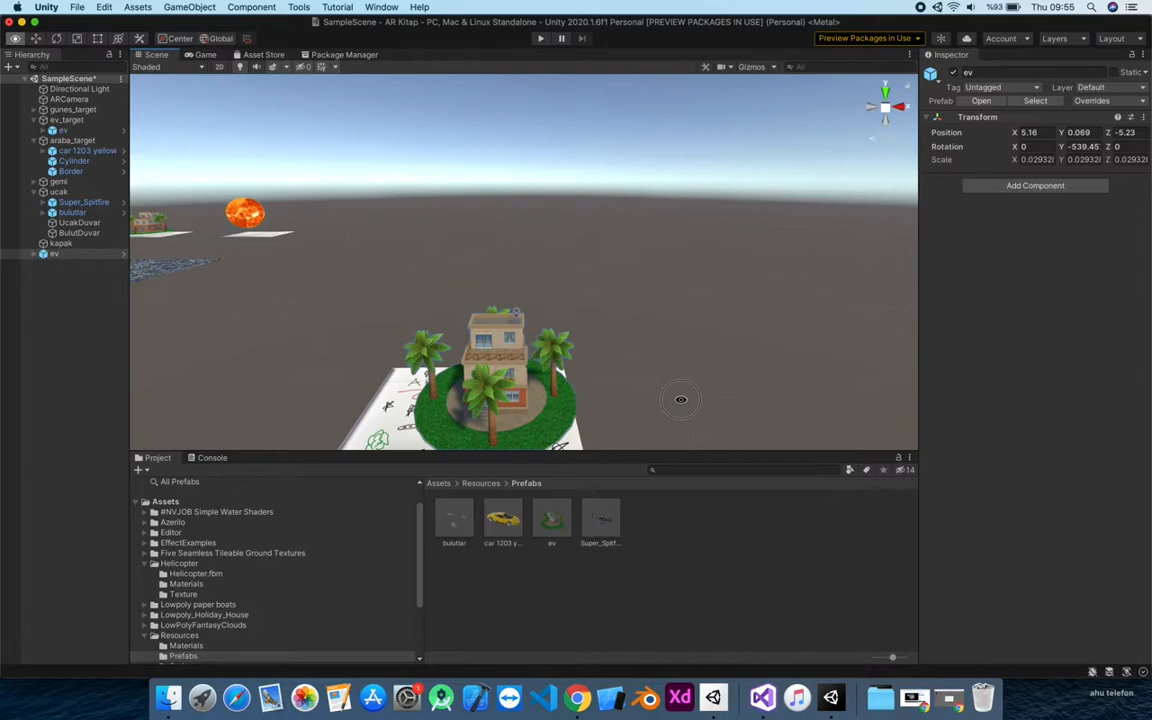 Unity File Edit Assets GameObject Component Tools Tutorial Window Help %93 Thu 09:55
SampleScene - AR Kitap - PC, Mac & Linux Standalone - Unity 2020.1.6f1 Personal [PREVIEW PACKAGES IN USE] (Personal) <Metal>
Center Global Preview Packages in Use Account Layers Layout
Hierarchy Scene Game Asset Store Package Manager Inspector
All Shaded 2D 0 Gizmos All
SampleScene*
Directional Light
ARCamera
gunes_target
ev_target
ev
araba_target
car 1203 yellow
Cylinder
Border
gemi
ucak
Super_Spitfire
bulutlar
UcakDuvar
BulutDuvar
kapak
ev
y
x
ev Static
Tag Untagged Layer Default
Prefab Open Select Overrides
Transform
Position X 5.16 Y 0.069 Z -5.23
Rotation X 0 Y -539.45 Z 0
Scale X 0.02932 Y 0.02932 Z 0.02932
Add Component
Project Console
14
All Prefabs
Assets
#NVJOB Simple Water Shaders
Azerilo
Editor
EffectExamples
Five Seamless Tileable Ground Textures
Helicopter
Helicopter.fbm
Materials
Texture
Lowpoly paper boats
Lowpoly_Holiday_House
LowPolyFantasyClouds
Resources
Materials
Prefabs
Assets Resources Prefabs
bulutlar car 1203 y... ev Super_Spitf...
Xd
ahu telefon